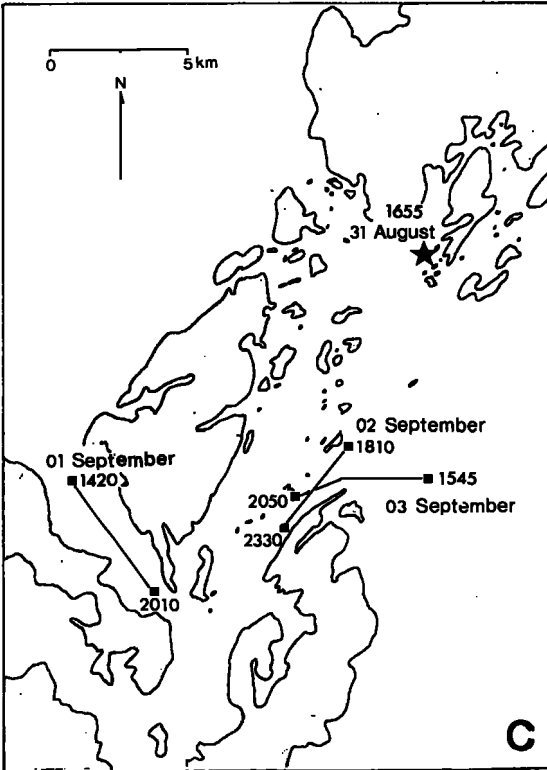 0 5 km
N
1655
31 August
02 September
1810
01 September
1420
1545
2050
03 September
2330
2010
C